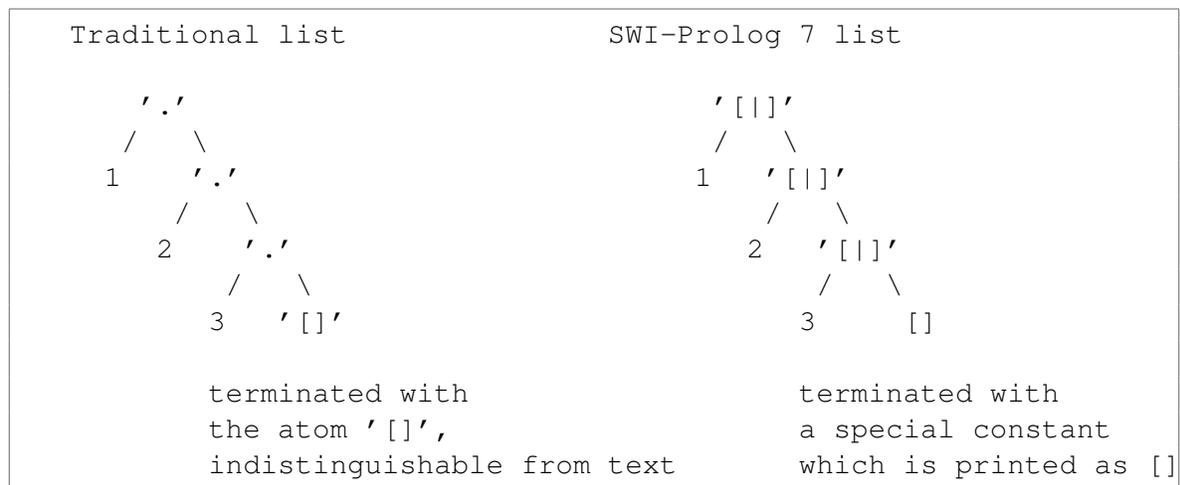 Traditional list                SWI-Prolog 7 list
'.'                '[|]'
/    \                /    \
1    '.'                1    '[|]'
/    \                /    \
2    '.'                2    '[|]'
/    \                /    \
3    '[]'                3    []
terminated with                terminated with
the atom '[]',                a special constant
indistinguishable from text                which is printed as []